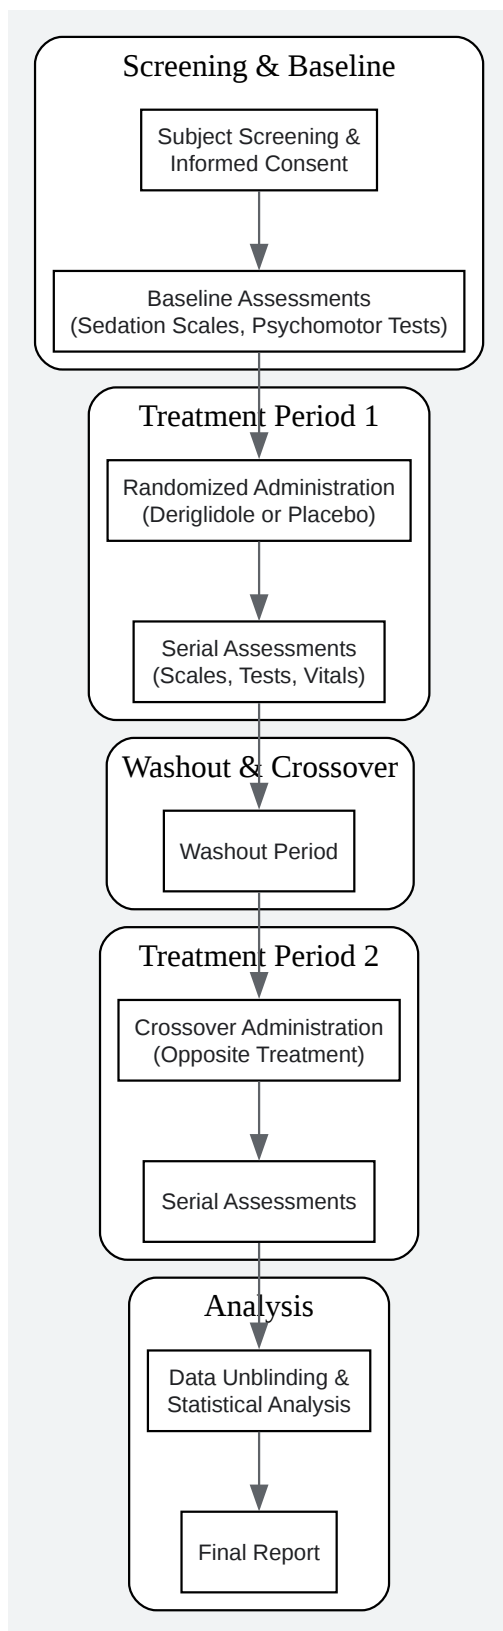 Screening & Baseline
Subject Screening &
Informed Consent
Baseline Assessments
(Sedation Scales, Psychomotor Tests)
Treatment Period 1
Randomized Administration
(Deriglidole or Placebo)
Serial Assessments
(Scales, Tests, Vitals)
Washout & Crossover
Washout Period
Treatment Period 2
Crossover Administration
(Opposite Treatment)
Serial Assessments
Analysis
Data Unblinding &
Statistical Analysis
Final Report